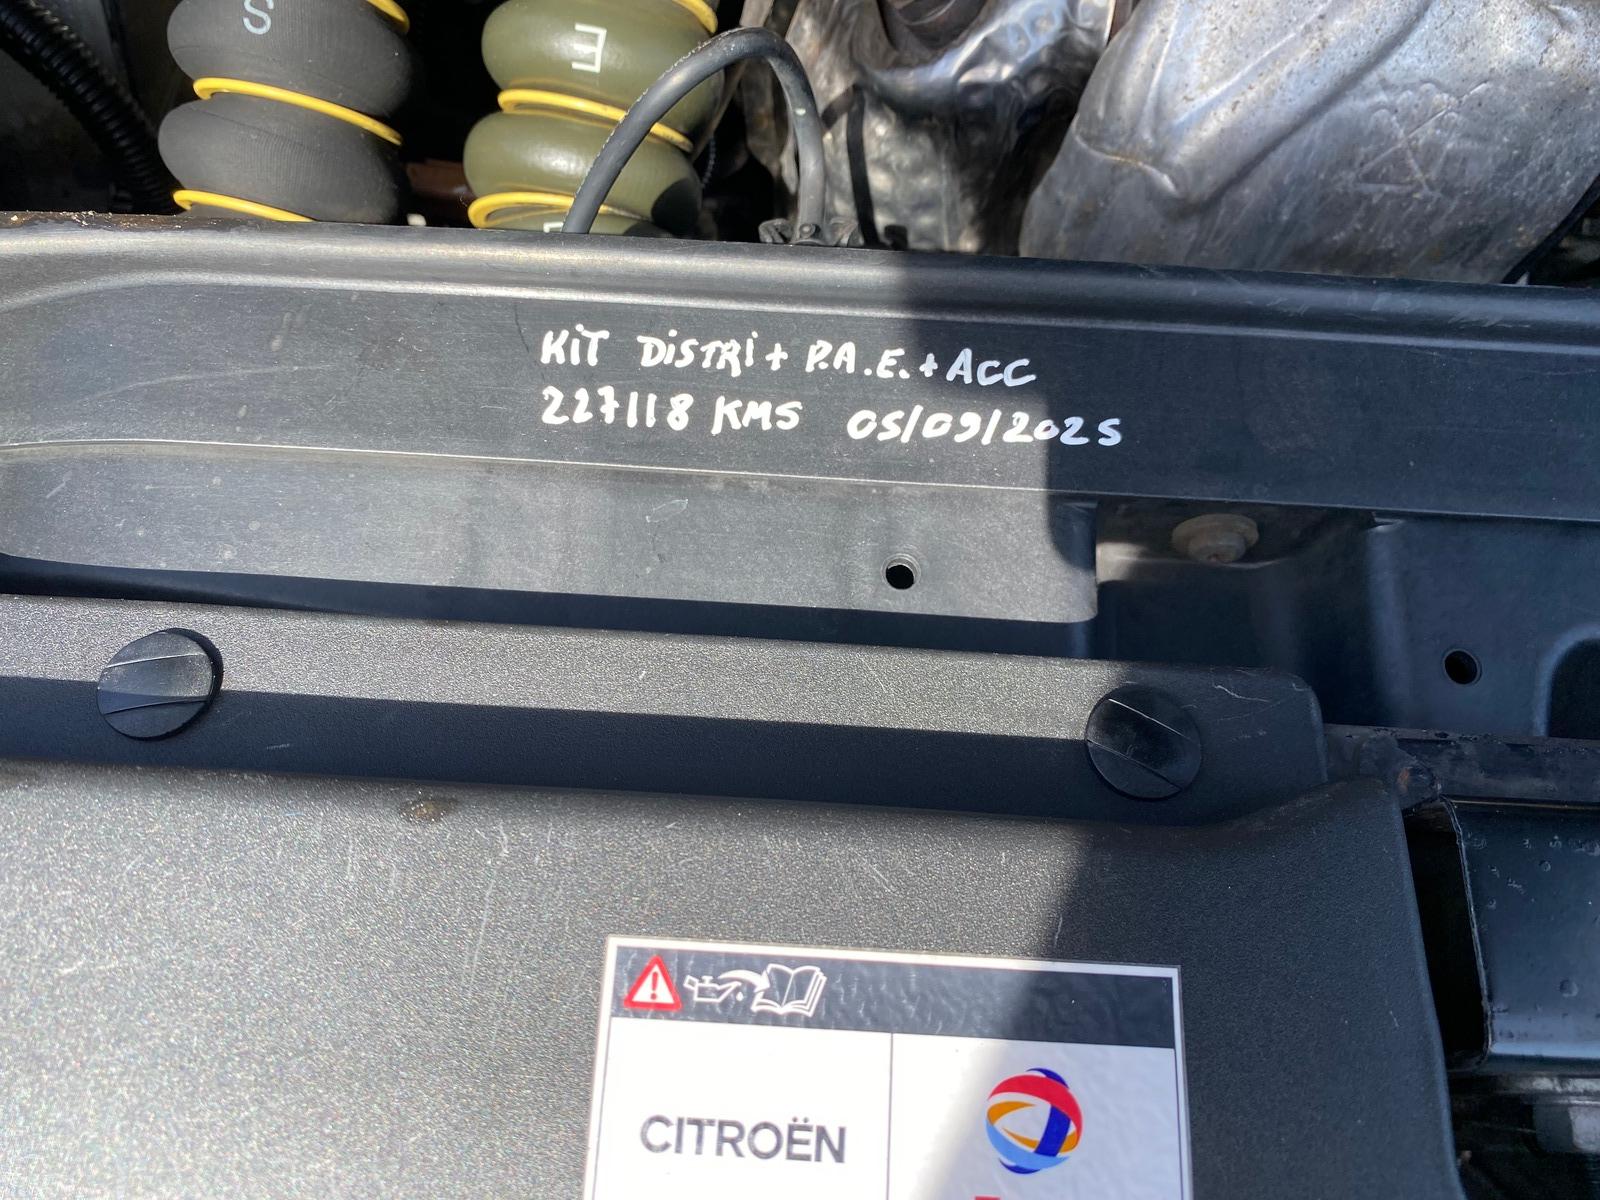 S
E
KiT DiSTRi + P.A.E. + ACC
227118 KMS 05/09/2025
CITROËN